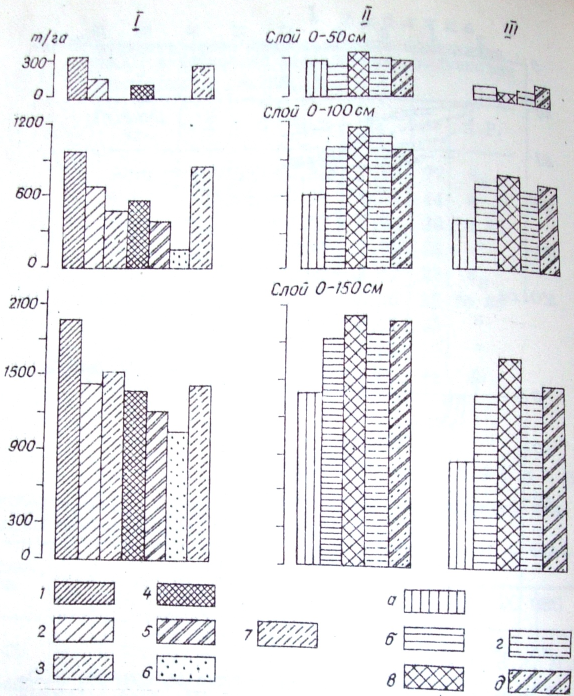 I II III
т/га Слой 0-50 см
300
0
Слой 0-100 см
1200
600
0
Слой 0-150 см
2100
1500
900
300
0
1 4 7 а
2 5 б г
3 6 в д